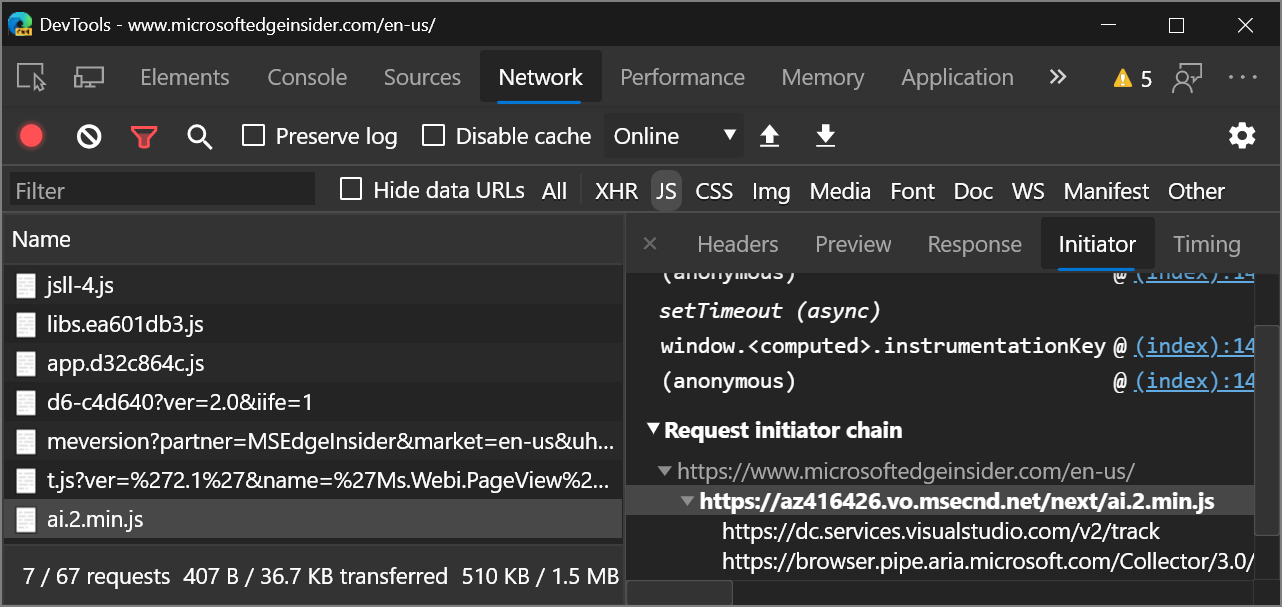 DevTools - www.microsoftedgeinsider.com/en-us/
Elements Console Sources Network Performance Memory Application » 5 ···
Preserve log Disable cache Online
Filter Hide data URLs All XHR JS CSS Img Media Font Doc WS Manifest Other
Name
jsll-4.js
libs.ea601db3.js
app.d32c864c.js
d6-c4d640?ver=2.0&iife=1
meversion?partner=MSEdgeInsider&market=en-us&uh...
t.js?ver=%272.1%27&name=%27Ms.Webi.PageView%2...
ai.2.min.js
7 / 67 requests 407 B / 36.7 KB transferred 510 KB / 1.5 MB
× Headers Preview Response Initiator Timing
(anonymous) @ (index):14
setTimeout (async)
window.<computed>.instrumentationKey @ (index):14
(anonymous) @ (index):14
Request initiator chain
https://www.microsoftedgeinsider.com/en-us/
https://az416426.vo.msecnd.net/next/ai.2.min.js
https://dc.services.visualstudio.com/v2/track
https://browser.pipe.aria.microsoft.com/Collector/3.0/